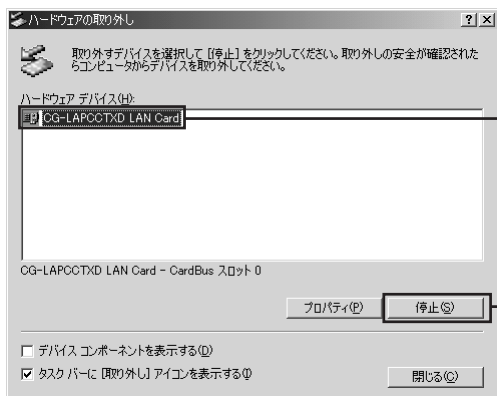 ハードウェアの取り外し
取り外すデバイスを選択して [停止] をクリックしてください。取り外しの安全が確認された
らコンピュータからデバイスを取り外してください。
ハードウェア デバイス(H):
CG-LAPCCTXD LAN Card
CG-LAPCCTXD LAN Card - CardBus スロット 0
プロパティ(P)
停止(S)
デバイス コンポーネントを表示する(D)
タスク バーに [取り外し] アイコンを表示する(I)
閉じる(C)